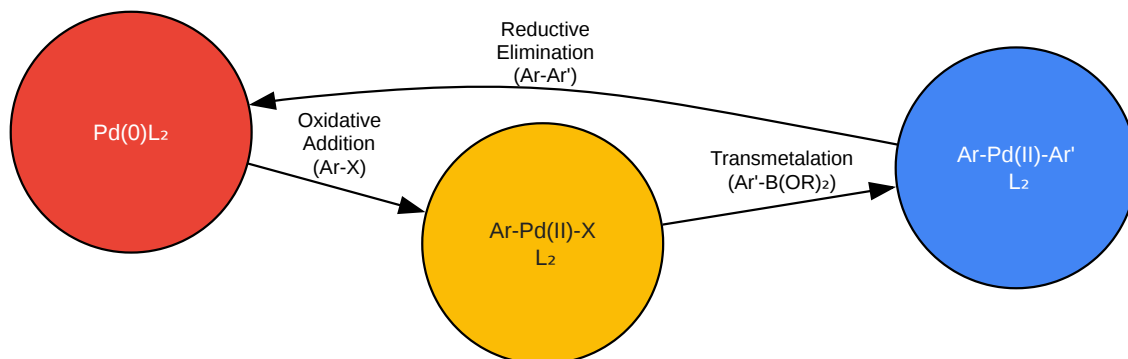 Reductive
Elimination
(Ar-Ar')
Pd(0)L₂
Oxidative
Addition
(Ar-X)
Ar-Pd(II)-X
L₂
Transmetalation
(Ar'-B(OR)₂)
Ar-Pd(II)-Ar'
L₂